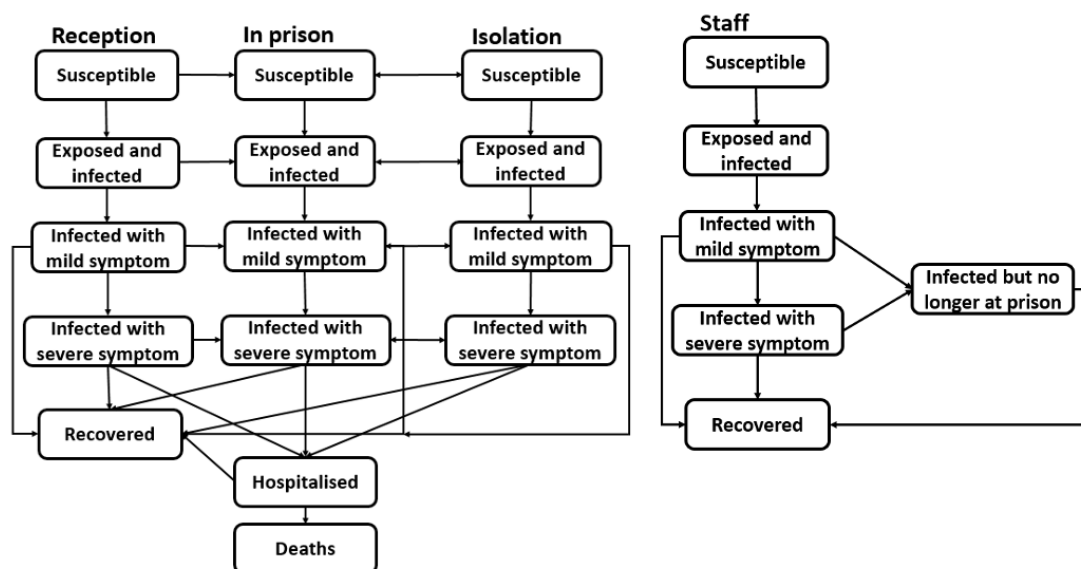 Reception
In prison
Isolation
Staff
Susceptible
Susceptible
Susceptible
Susceptible
Exposed and
infected
Exposed and
infected
Exposed and
infected
Exposed and
infected
Infected with
mild symptom
Infected with
mild symptom
Infected with
mild symptom
Infected with
mild symptom
Infected but no
longer at prison
Infected with
severe symptom
Infected with
severe symptom
Infected with
severe symptom
Infected with
severe symptom
Recovered
Recovered
Hospitalised
Deaths